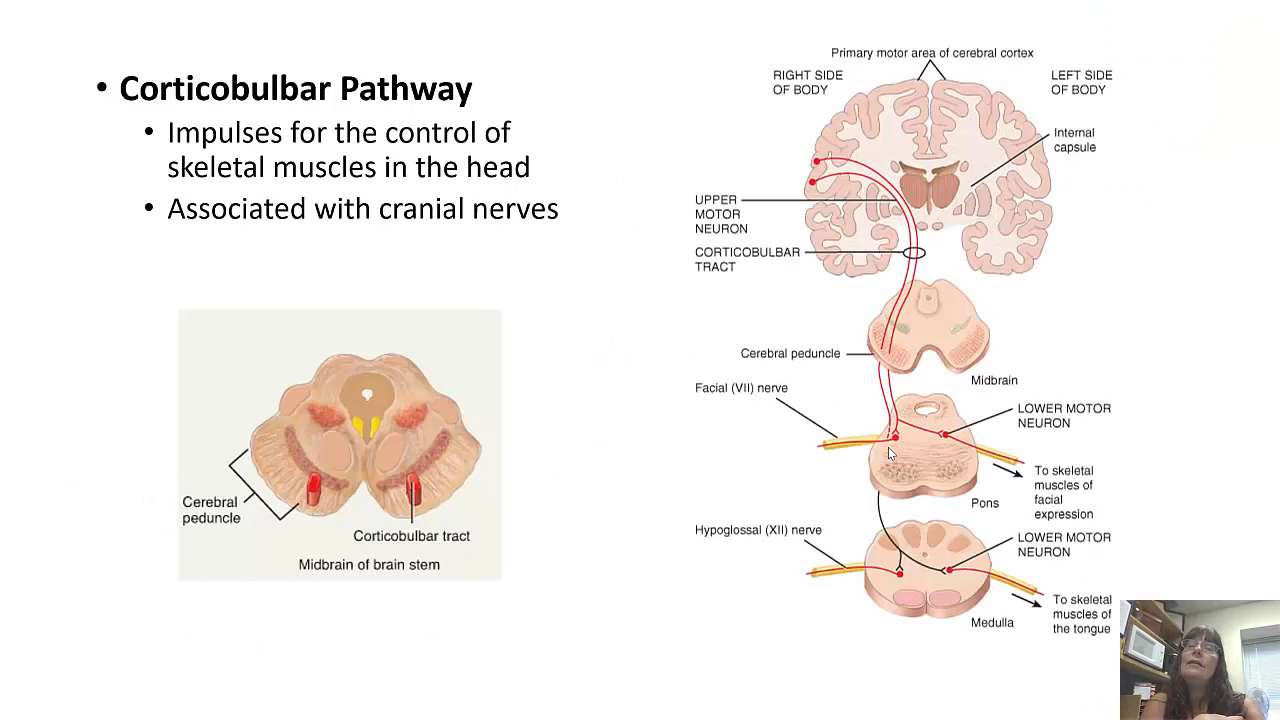 • Corticobulbar Pathway
• Impulses for the control of
skeletal muscles in the head
• Associated with cranial nerves
Cerebral
peduncle
Corticobulbar tract
Midbrain of brain stem
Primary motor area of cerebral cortex
RIGHT SIDE
OF BODY
LEFT SIDE
OF BODY
Internal
capsule
UPPER
MOTOR
NEURON
CORTICOBULBAR
TRACT
Cerebral peduncle
Midbrain
Facial (VII) nerve
LOWER MOTOR
NEURON
To skeletal
muscles of
facial
expression
Pons
Hypoglossal (XII) nerve
LOWER MOTOR
NEURON
To skeletal
muscles of
the tongue
Medulla